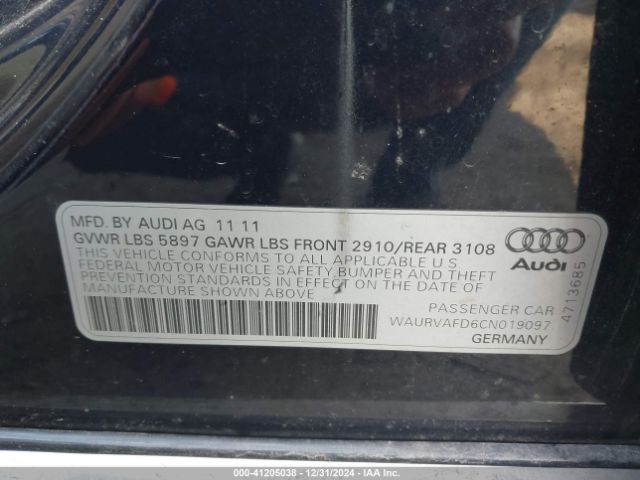 MFD. BY AUDI AG 11 11
GVWR LBS 5897 GAWR LBS FRONT 2910/REAR 3108
THIS VEHICLE CONFORMS TO ALL APPLICABLE U S
FEDERAL MOTOR VEHICLE SAFETY, BUMPER AND THEFT
PREVENTION STANDARDS IN EFFECT ON THE DATE OF
MANUFACTURE SHOWN ABOVE
Audi
4713685
PASSENGER CAR
WAURVAFD6CN019097
GERMANY
000-41205038 - 12/31/2024 - IAA, LLC